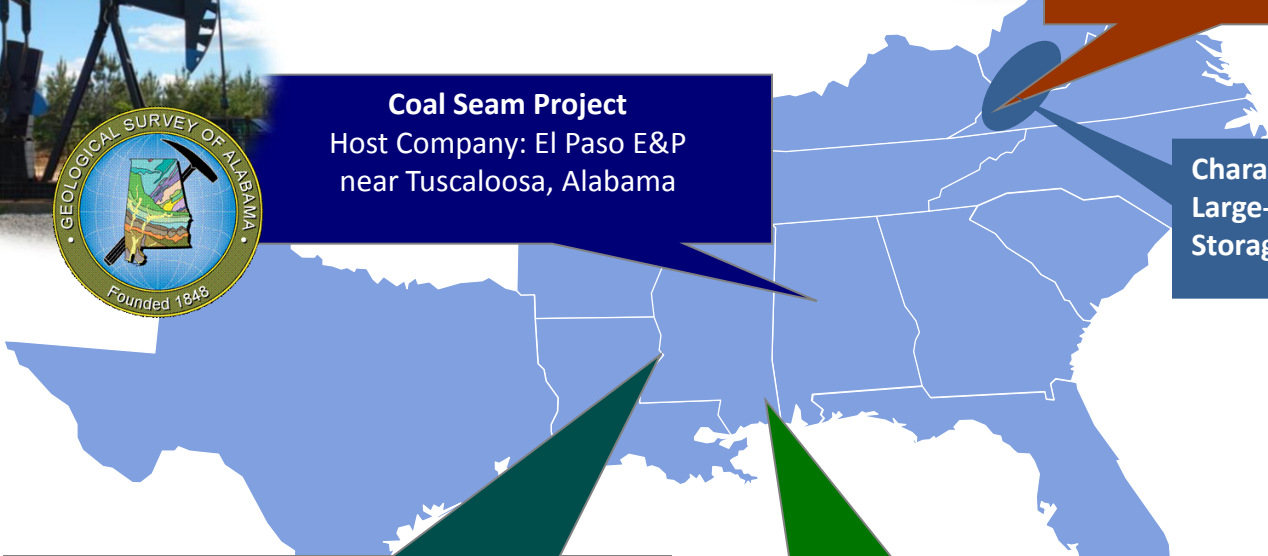 Coal Seam Project
Host Company: El Paso E&P
near Tuscaloosa, Alabama
GEOLOGICAL SURVEY OF ALABAMA
Founded 1848
Chara
Large-
Storag